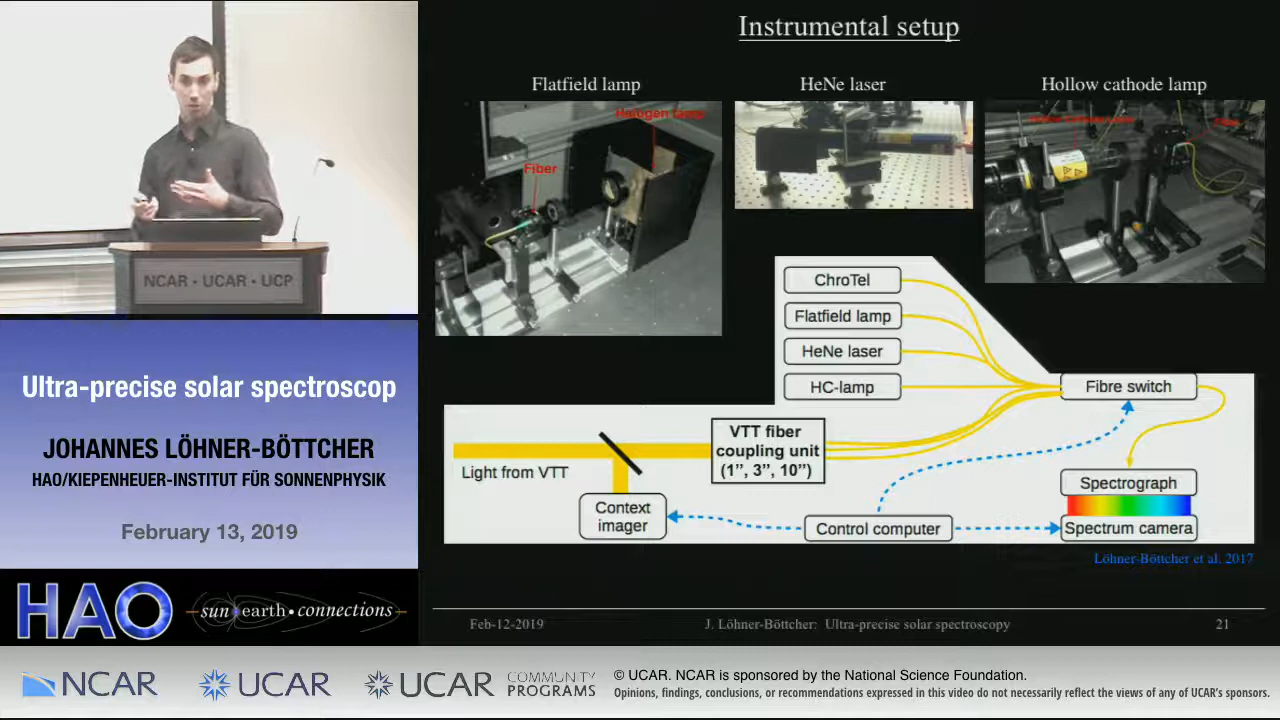 Instrumental setup
Flatfield lamp
HeNe laser
Hollow cathode lamp
Halogen lamp
Fiber
NCAR • UCAR • UCP
ChroTel
Flatfield lamp
HeNe laser
HC-lamp
Fibre switch
VTT fiber
coupling unit
(1”, 3”, 10”)
Light from VTT
Context
imager
Control computer
Spectrograph
Spectrum camera
Löhner-Böttcher et al. 2017
Feb-12-2019
J. Löhner-Böttcher: Ultra-precise solar spectroscopy
21
Ultra-precise solar spectroscop
JOHANNES LÖHNER-BÖTTCHER
HAO/KIEPENHEUER-INSTITUT FÜR SONNENPHYSIK
February 13, 2019
HAO
sun•earth•connections
NCAR
UCAR
UCAR
COMMUNITY
PROGRAMS
© UCAR. NCAR is sponsored by the National Science Foundation.
Opinions, findings, conclusions, or recommendations expressed in this video do not necessarily reflect the views of any of UCAR's sponsors.